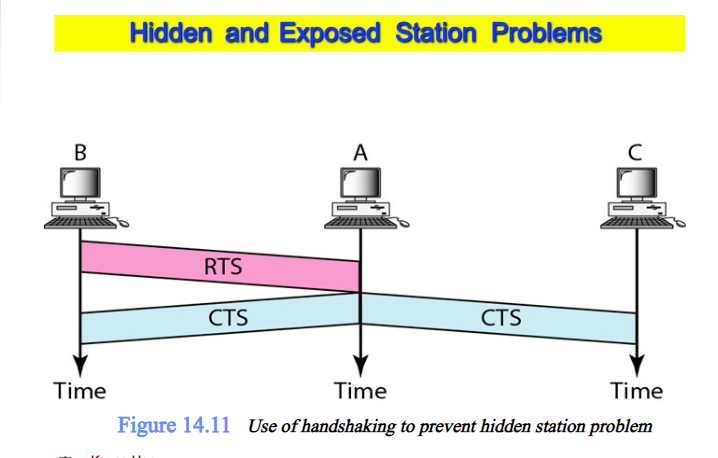 Hidden and Exposed Station Problems
B A C
RTS
CTS CTS
Time Time Time
Figure 14.11 Use of handshaking to prevent hidden station problem